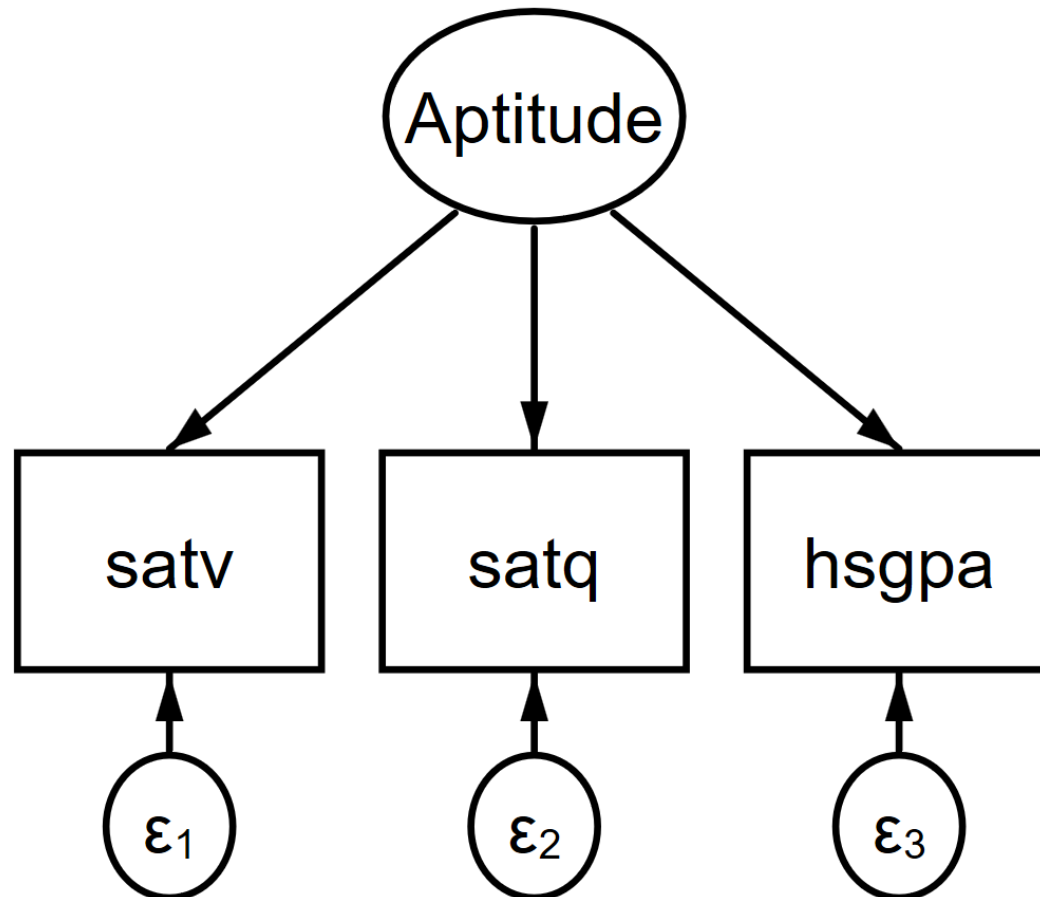 Aptitude
satv
satq
hsgpa
ε1
ε2
ε3